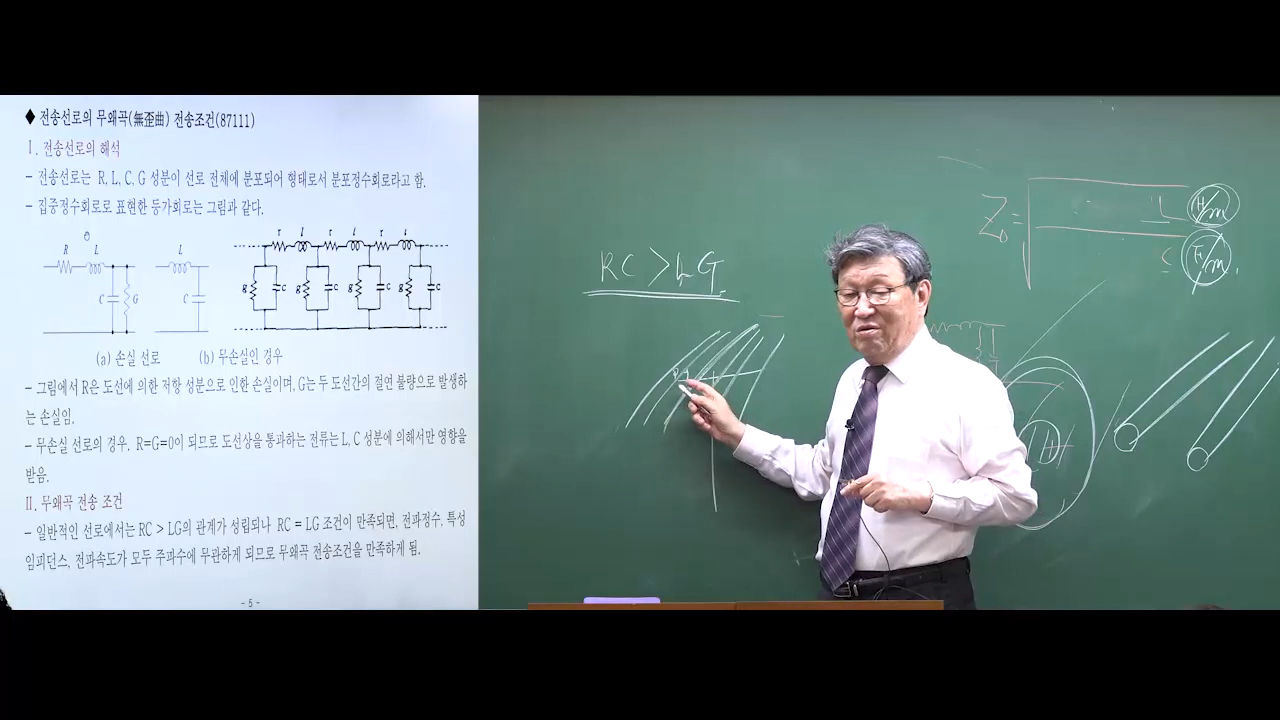 ◆ 전송선로의 무왜곡(無歪曲) 전송조건(87111)
Ⅰ. 전송선로의 해석
- 전송선로는 R, L, C, G 성분이 선로 전체에 분포되어 형태로서 분포정수회로라고 함.
- 집중정수회로로 표현한 등가회로는 그림과 같다.
R L L r l r l r l
C G C g c g c g c g c
(a) 손실 선로 (b) 무손실인 경우
- 그림에서 R은 도선에 의한 저항 성분으로 인한 손실이며, G는 두 도선간의 절연 불량으로 발생하
는 손실임.
- 무손실 선로의 경우. R=G=0이 되므로 도선상을 통과하는 전류는 L, C 성분에 의해서만 영향을
받음.
Ⅱ. 무왜곡 전송 조건
- 일반적인 선로에서는 RC > LG의 관계가 성립되나 RC = LG 조건이 만족되면, 전파정수, 특성
임피던스, 전파속도가 모두 주파수에 무관하게 되므로 무왜곡 전송조건을 만족하게 됨.
- 5 -
RC > LG
Z₀ =
L H/m
C F/m